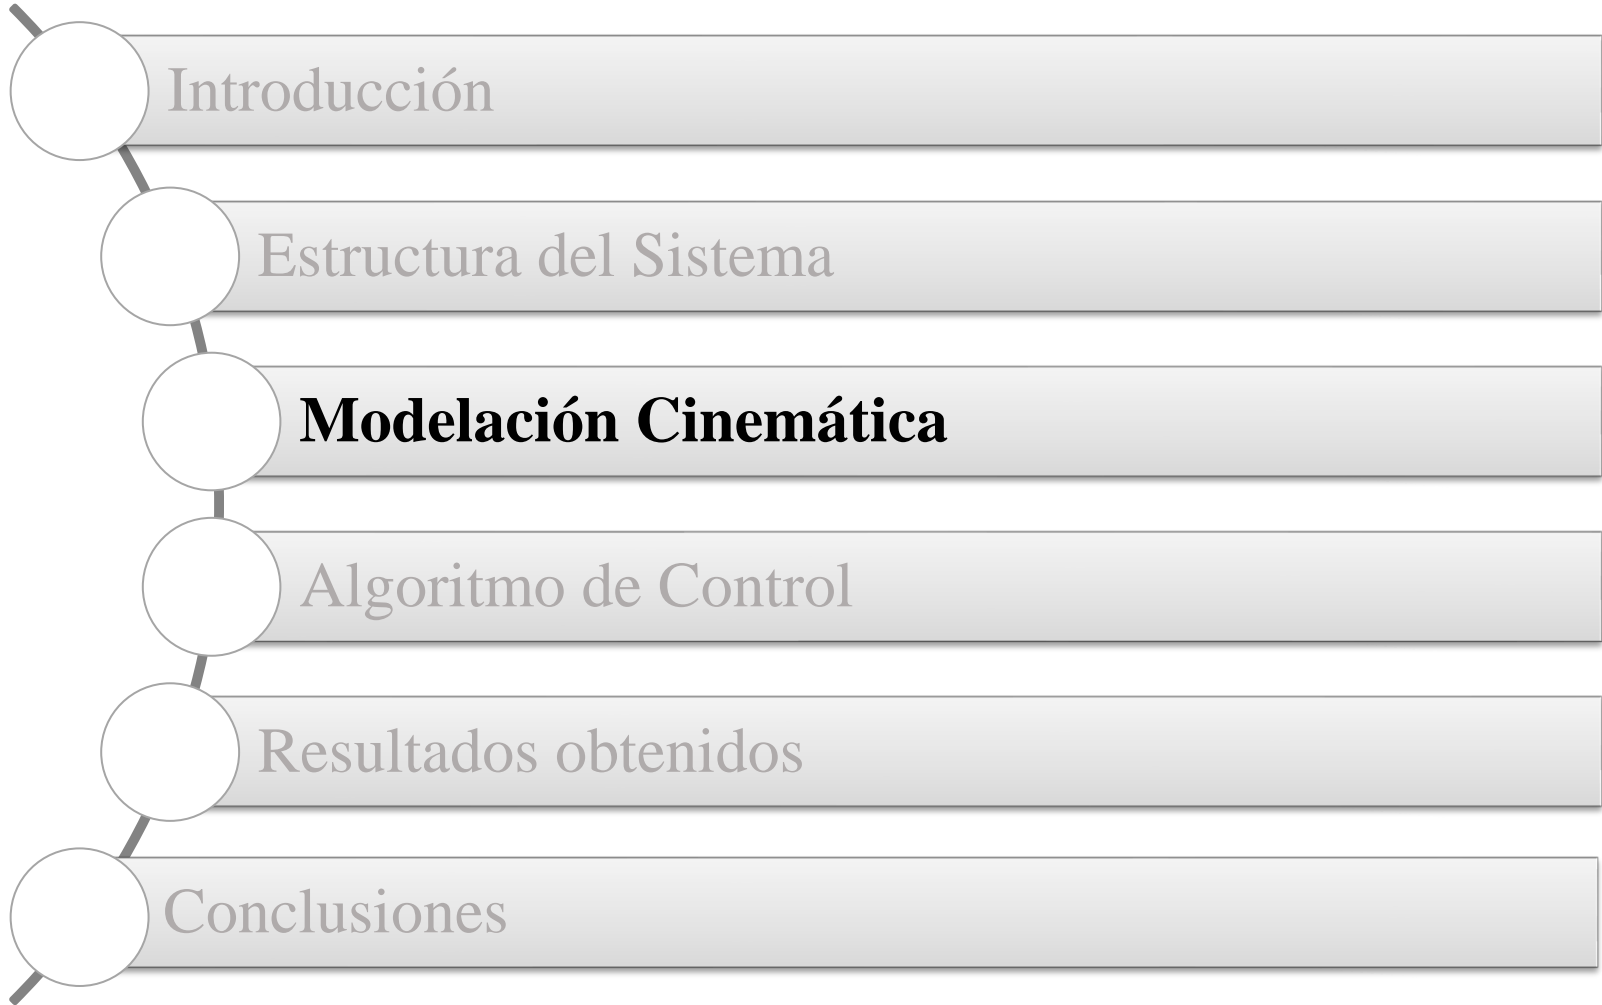 Introducción
Estructura del Sistema
Modelación Cinemática
Algoritmo de Control
Resultados obtenidos
Conclusiones